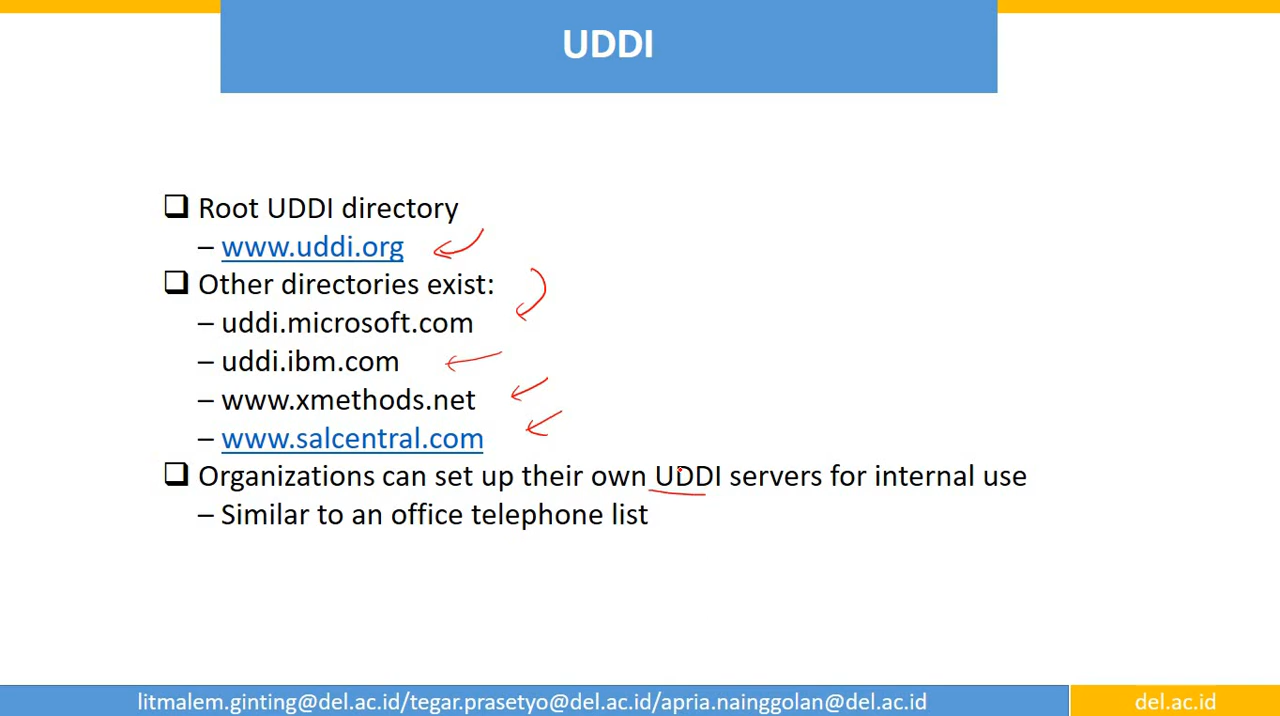 UDDI
❑ Root UDDI directory
– www.uddi.org
❑ Other directories exist:
– uddi.microsoft.com
– uddi.ibm.com
– www.xmethods.net
– www.salcentral.com
❑ Organizations can set up their own UDDI servers for internal use
– Similar to an office telephone list
litmalem.ginting@del.ac.id/tegar.prasetyo@del.ac.id/apria.nainggolan@del.ac.id
del.ac.id